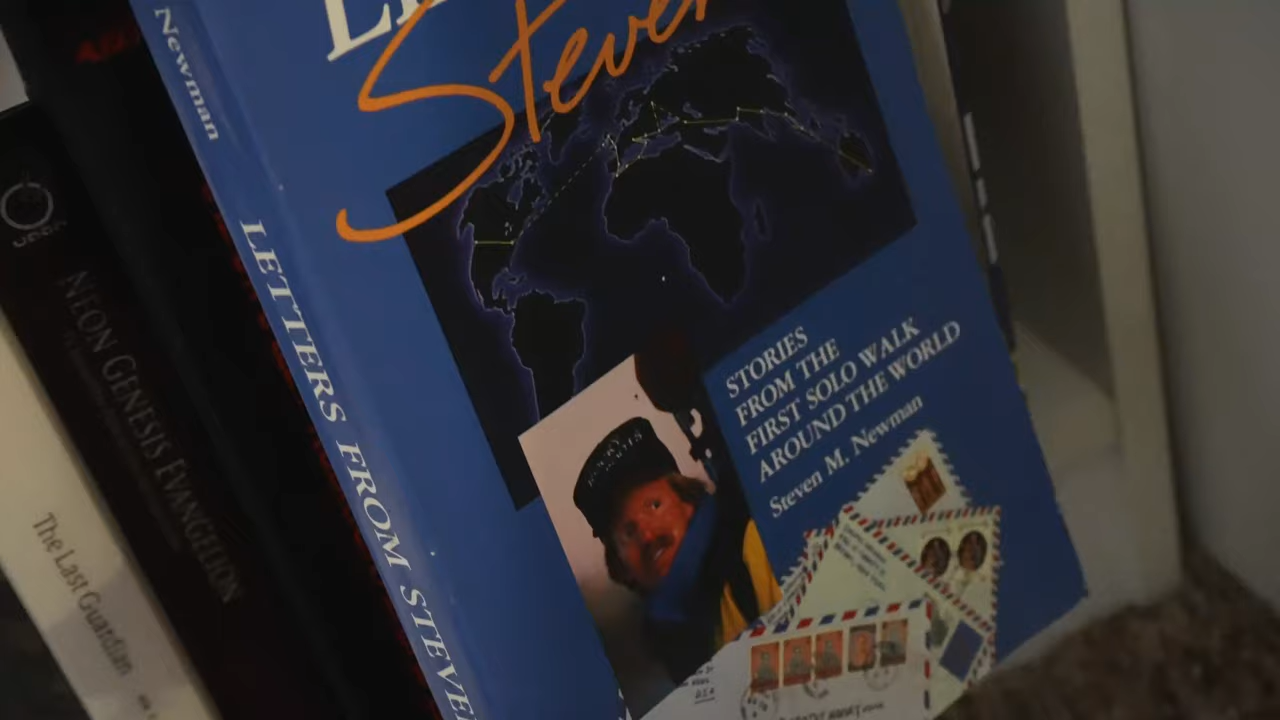 Newman
LETTERS FROM STEVE
Steve
STORIES
FROM THE
FIRST SOLO WALK
AROUND THE WORLD
Steven M. Newman
NEON GENESIS EVANGELION
The Last Guardian